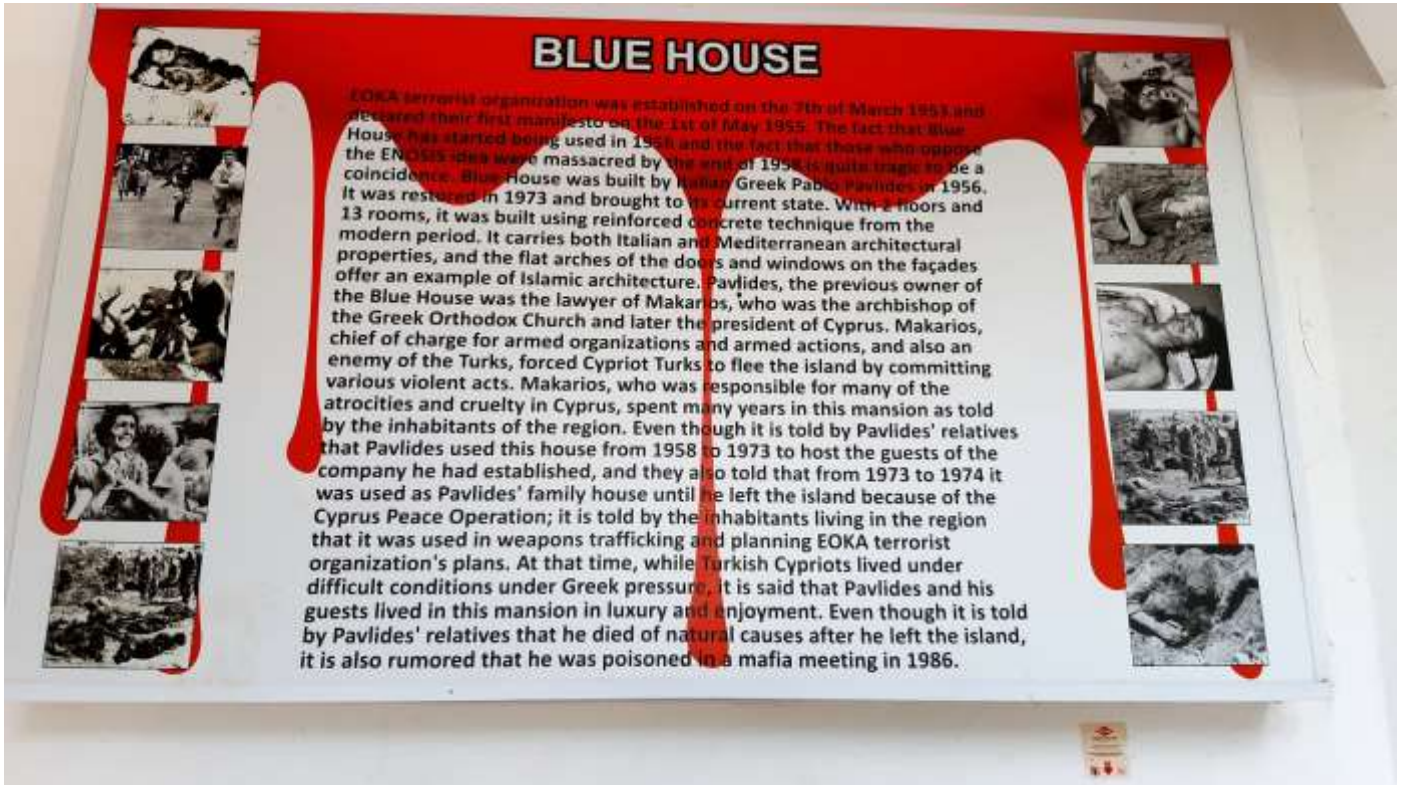 BLUE HOUSE
EOKA terrorist organization was established on the 7th of March 1953 and
declared their first manifesto on the 1st of May 1955. The fact that Blue
House has started being used in and the fact that those who oppose
the ENOSIS idea were massacred by the end of 1958 is quite tragic to be a
coincidence. Blue House was built by Italian Greek Pablo Pavlides in 1956.
It was restored in 1973 and brought to its current state. With 2 floors and
13 rooms, it was built using reinforced concrete technique from the
modern period. It carries both Italian and Mediterranean architectural
properties, and the flat arches of the doors and windows on the façades
offer an example of Islamic architecture. Pavlides, the previous owner of
the Blue House was the lawyer of Makarios, who was the archbishop of
the Greek Orthodox Church and later the president of Cyprus. Makarios,
chief of charge for armed organizations and armed actions, and also an
enemy of the Turks, forced Cypriot Turks to flee the island by committing
various violent acts. Makarios, who was responsible for many of the
atrocities and cruelty in Cyprus, spent many years in this mansion as told
by the inhabitants of the region. Even though it is told by Pavlides' relatives
that Pavlides used this house from 1958 to 1973 to host the guests of the
company he had established, and they also told that from 1973 to 1974 it
was used as Pavlides' family house until he left the island because of the
Cyprus Peace Operation; it is told by the inhabitants living in the region
that it was used in weapons trafficking and planning EOKA terrorist
organization's plans. At that time, while Turkish Cypriots lived under
difficult conditions under Greek pressure, it is said that Pavlides and his
guests lived in this mansion in luxury and enjoyment. Even though it is told
by Pavlides' relatives that he died of natural causes after he left the island,
it is also rumored that he was poisoned in a mafia meeting in 1986.